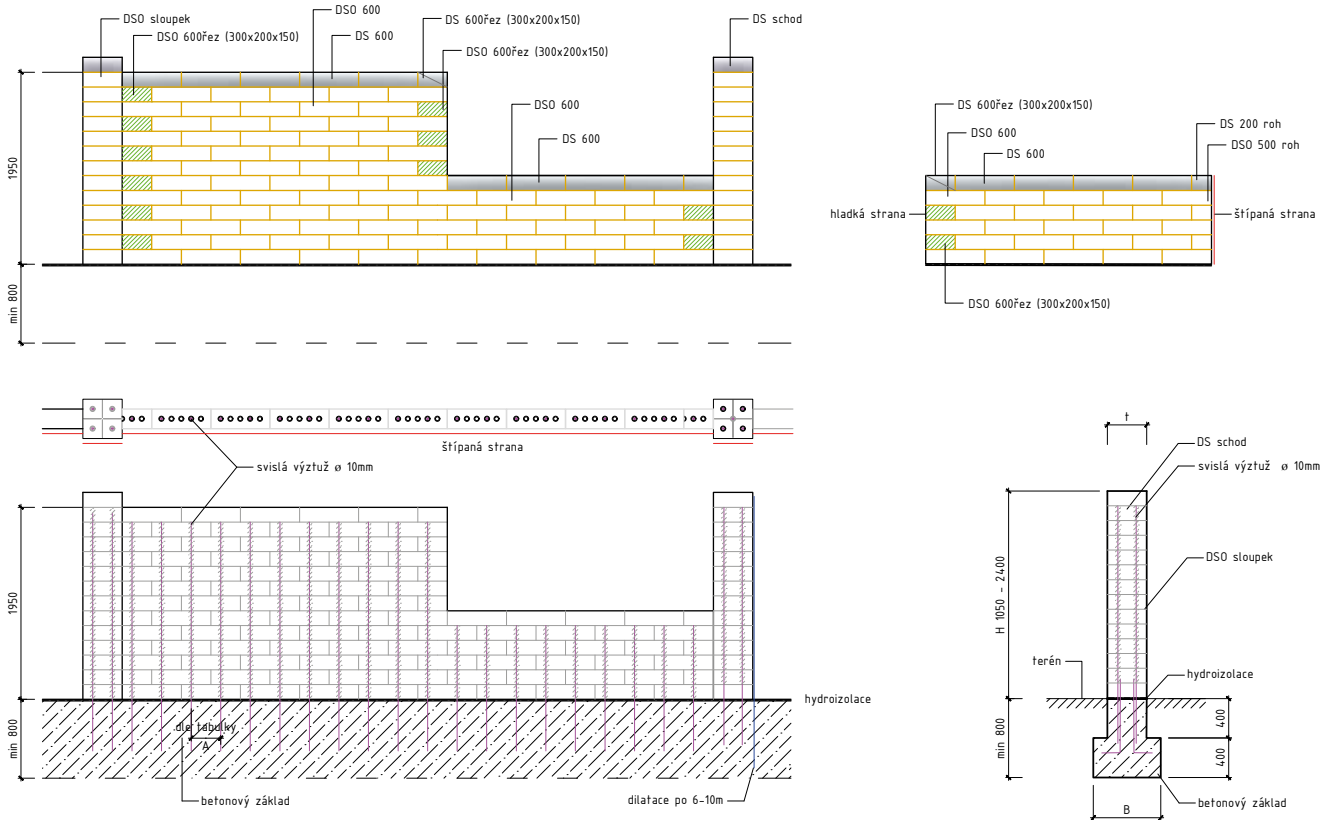 DSO sloupek
DSO 600řez (300x200x150)
DSO 600
DS 600
DS 600řez (300x200x150)
DSO 600řez (300x200x150)
DS schod
DSO 600
DS 600
1950
min 800
DS 600řez (300x200x150)
DSO 600
DS 600
DS 200 roh
DSO 500 roh
hladká strana
štípaná strana
DSO 600řez (300x200x150)
štípaná strana
svislá výztuž ø 10mm
1950
min 800
dle tabulky
A
hydroizolace
betonový základ
dilatace po 6-10m
t
DS schod
svislá výztuž ø 10mm
H 1050 - 2400
DSO sloupek
terén
hydroizolace
min 800
400
400
B
betonový základ